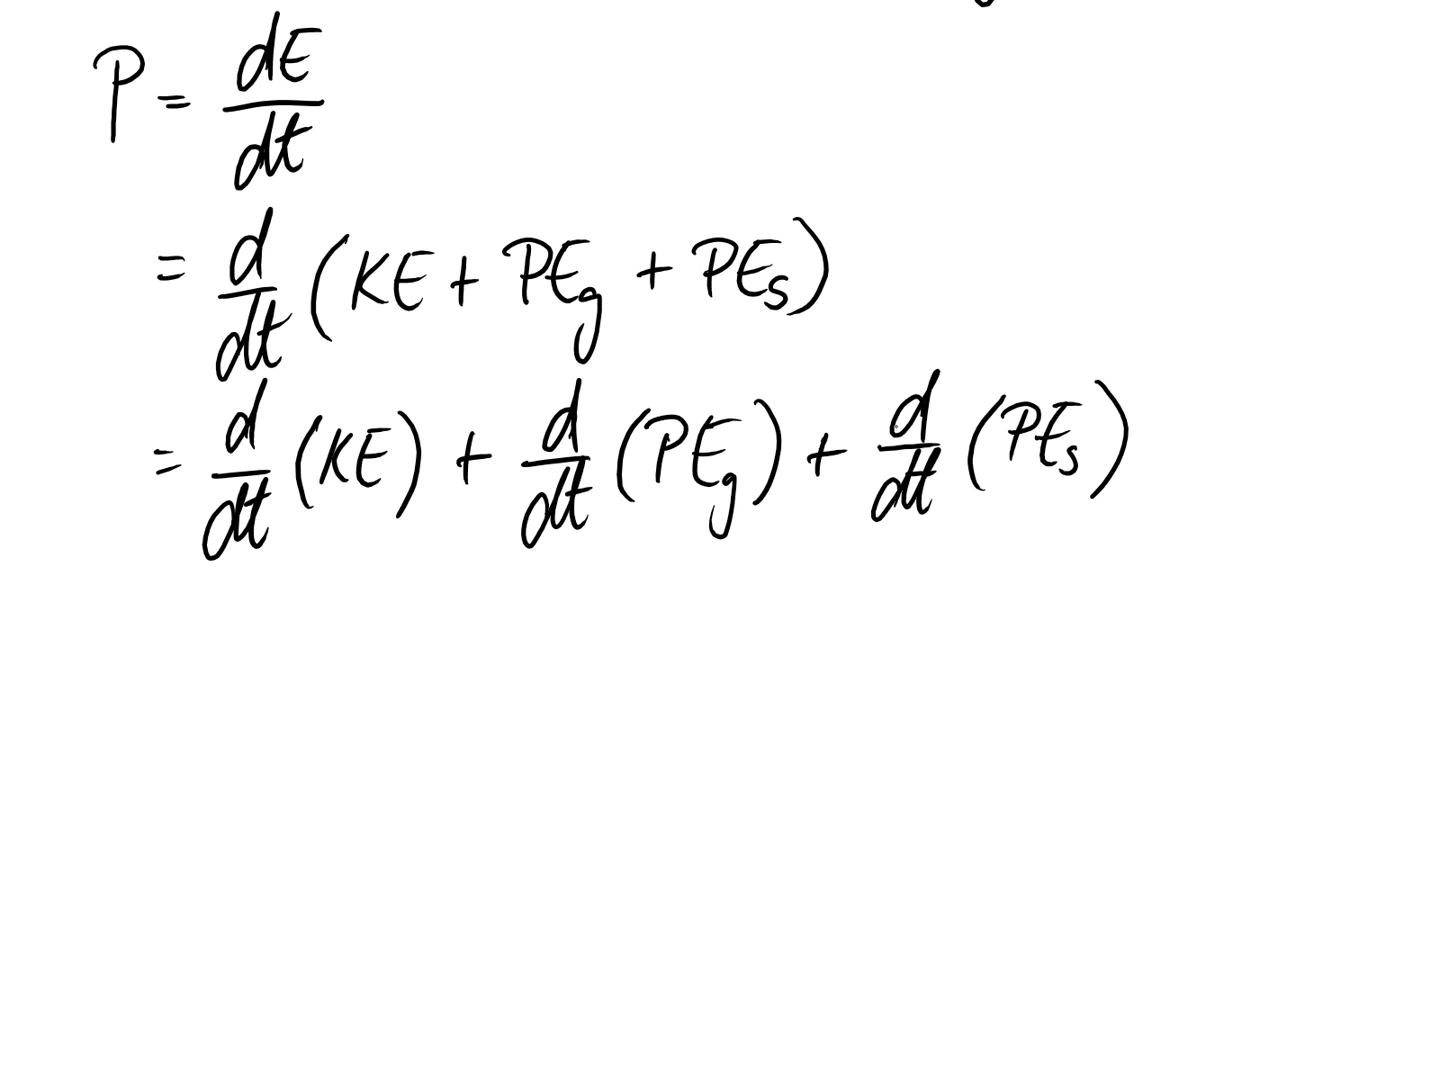 P = dE/dt
= d/dt (KE + PE_g + PE_s)
= d/dt (KE) + d/dt (PE_g) + d/dt (PE_s)